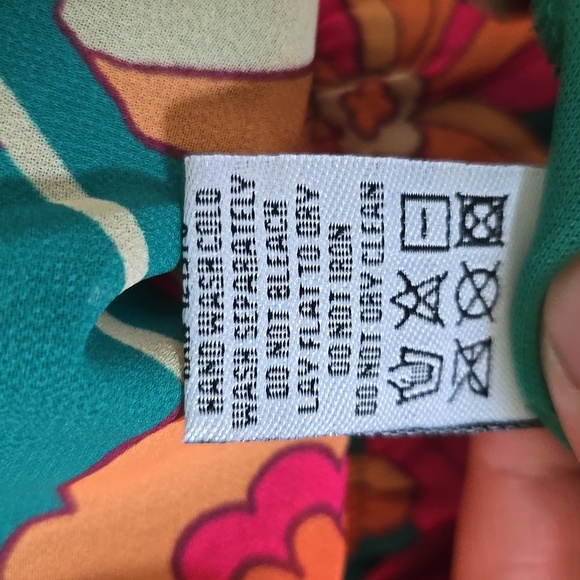 HAND WASH COLD
WASH SEPARATELY
DO NOT BLEACH
LAY FLAT TO DRY
DO NOT IRON
DO NOT DRY CLEAN